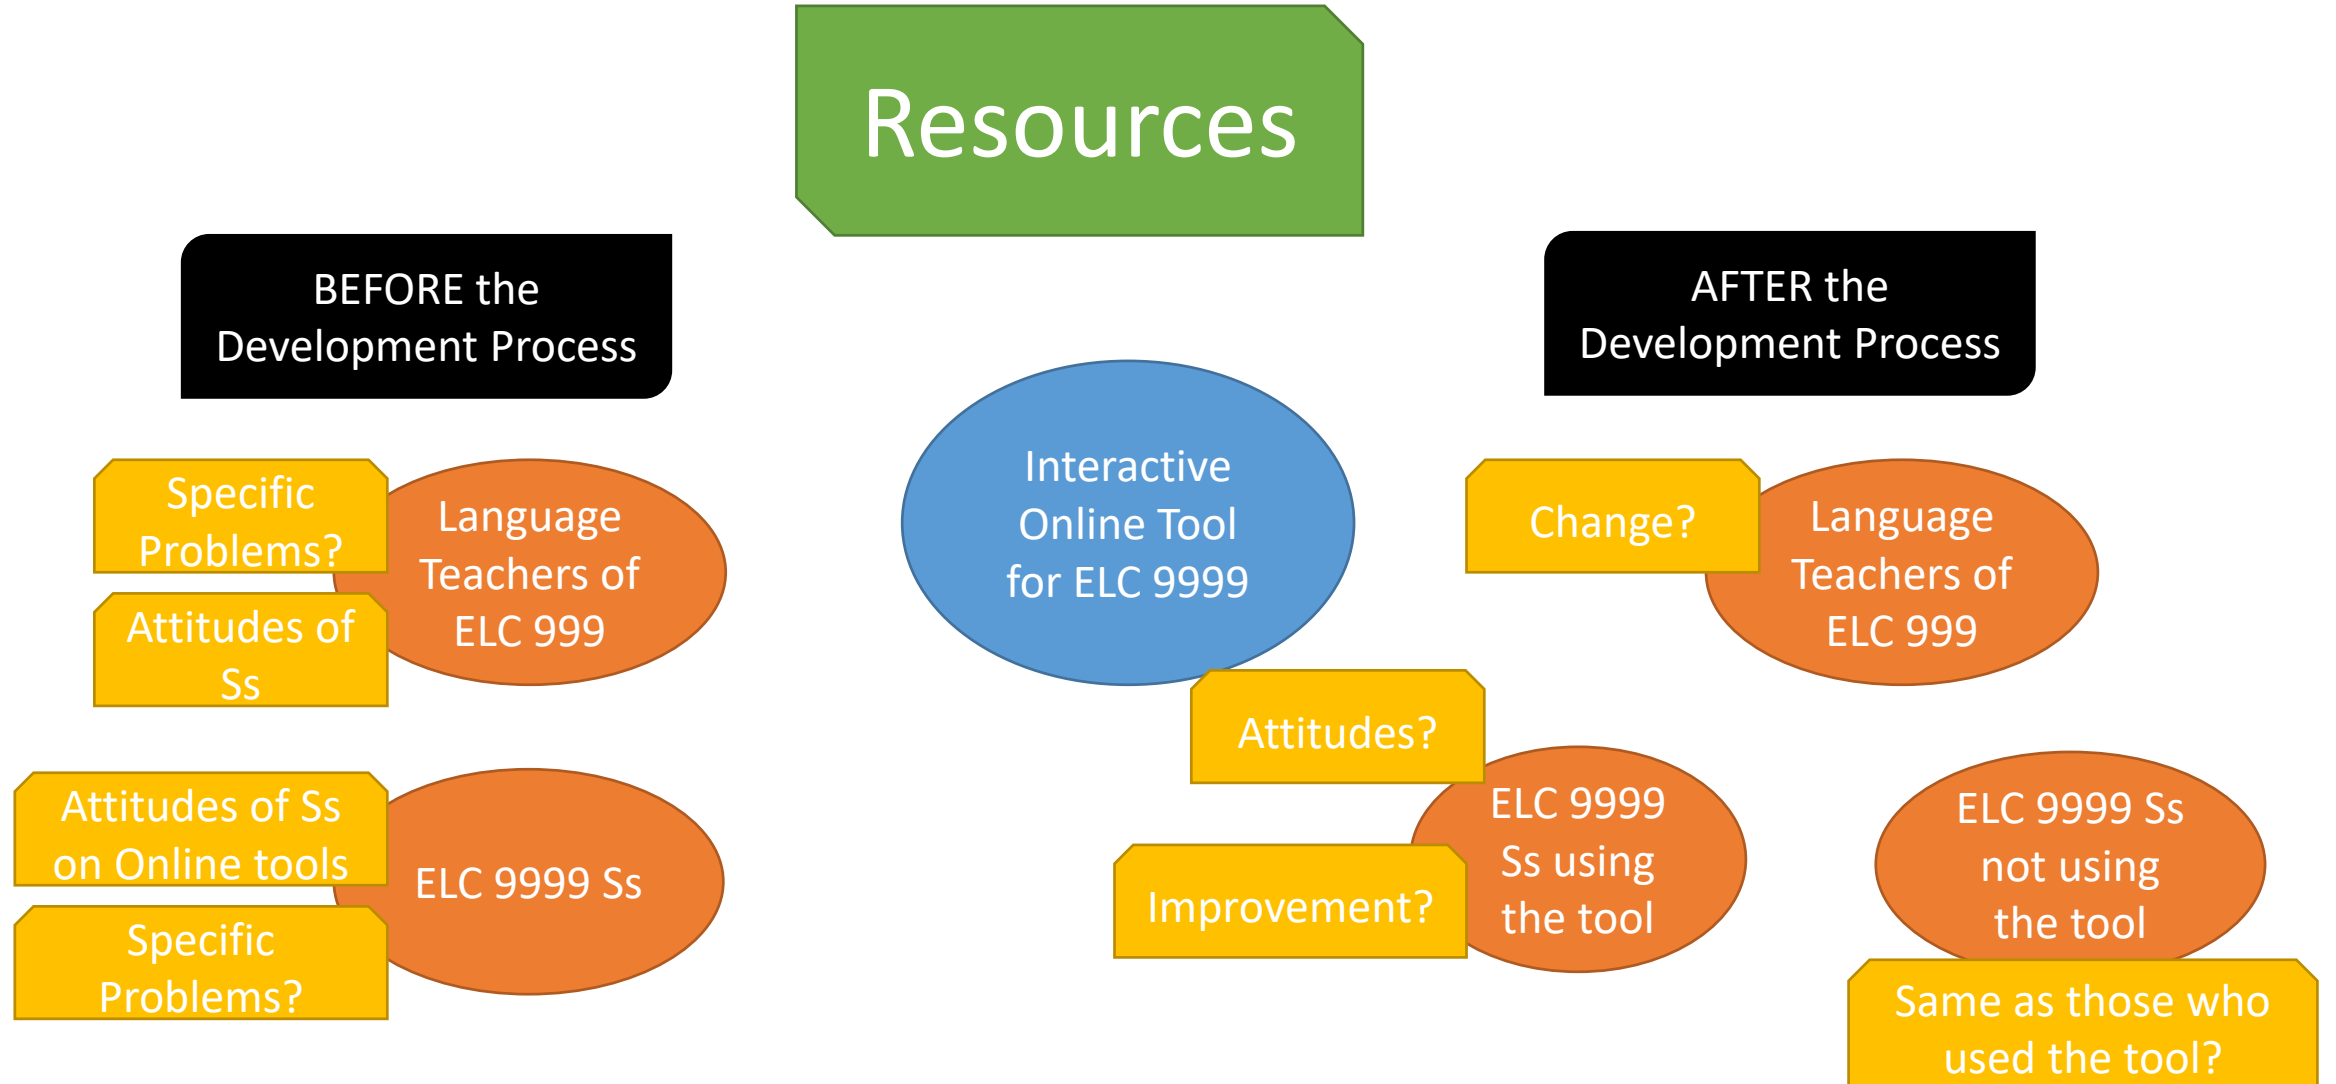 Resources
BEFORE the
Development Process
Specific
Problems?
Attitudes of
Ss
Language
Teachers of
ELC 999
Attitudes of Ss
on Online tools
Specific
Problems?
ELC 9999 Ss
Interactive
Online Tool
for ELC 9999
AFTER the
Development Process
Change?
Language
Teachers of
ELC 999
Attitudes?
Improvement?
ELC 9999
Ss using
the tool
ELC 9999 Ss
not using
the tool
Same as those who
used the tool?